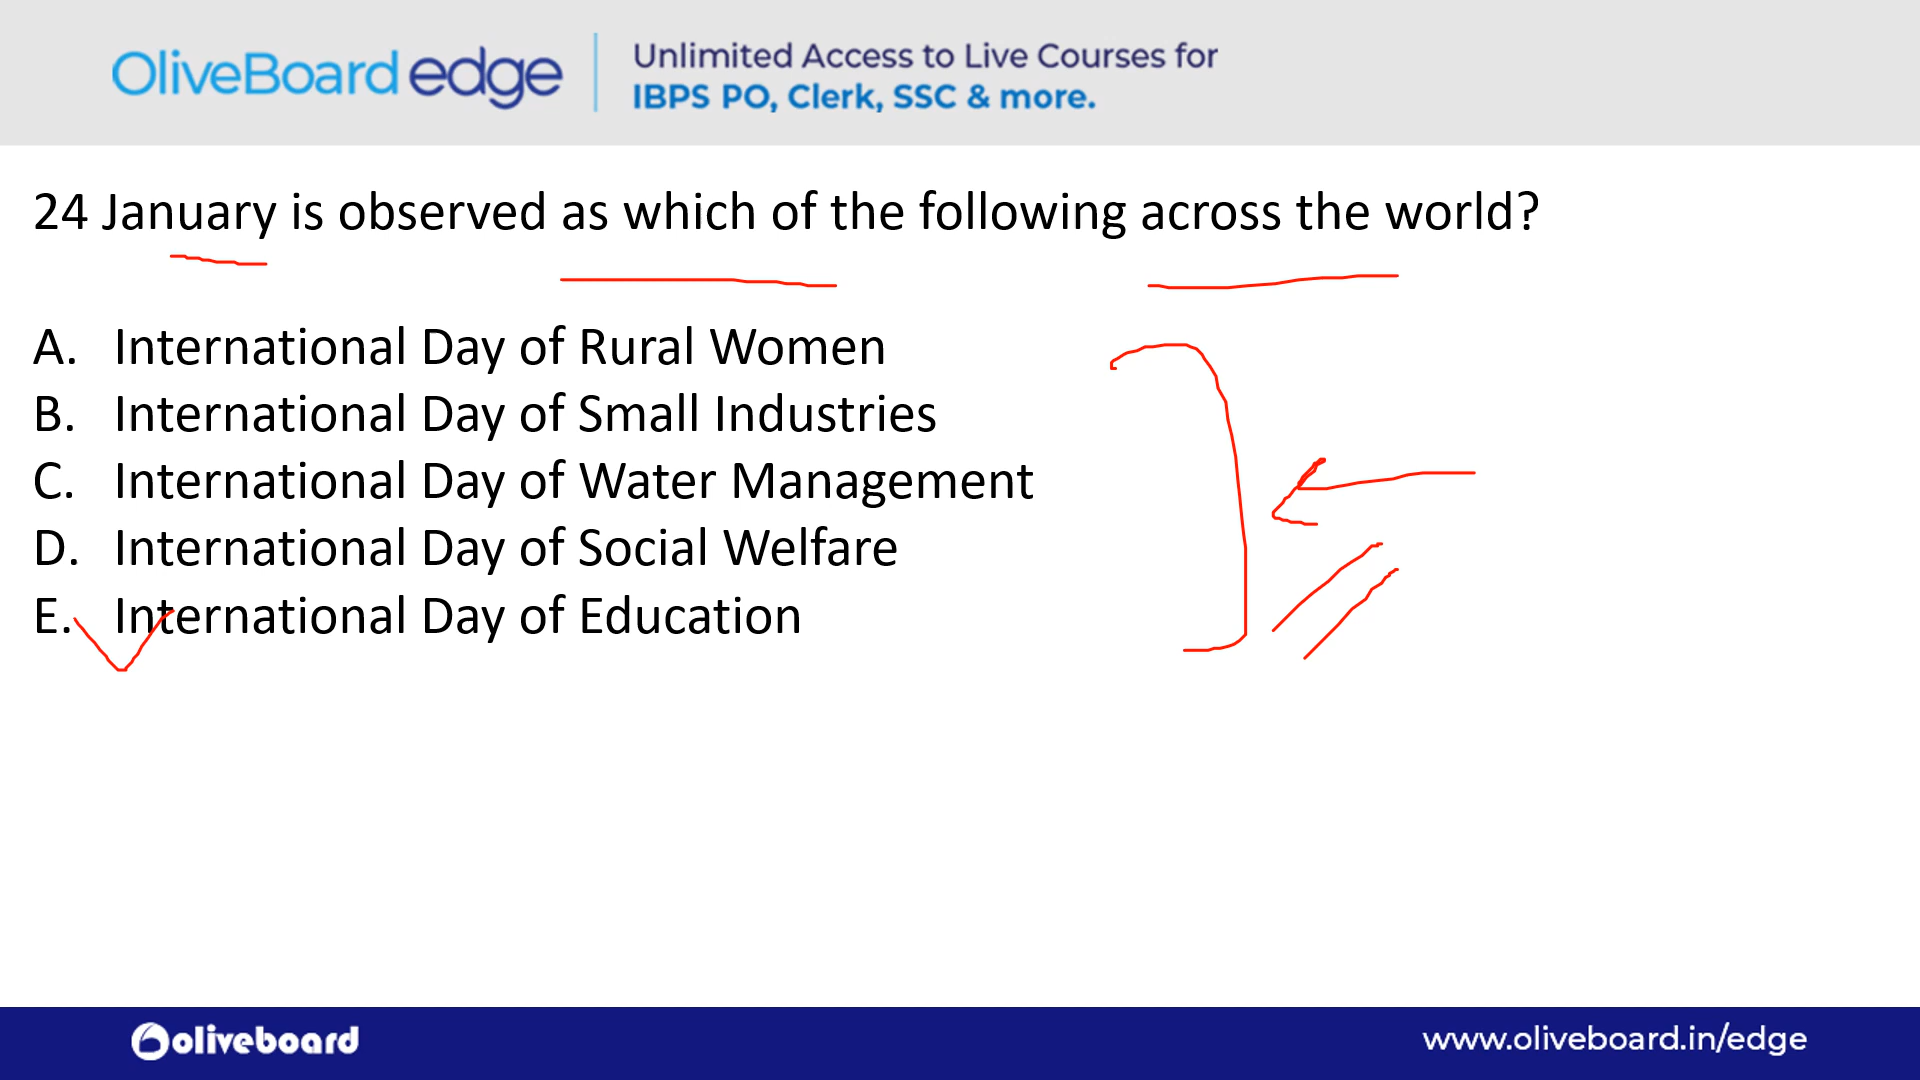 OliveBoard edge
Unlimited Access to Live Courses for
IBPS PO, Clerk, SSC & more.
24 January is observed as which of the following across the world?
A. International Day of Rural Women
B. International Day of Small Industries
C. International Day of Water Management
D. International Day of Social Welfare
E. International Day of Education
oliveboard
www.oliveboard.in/edge